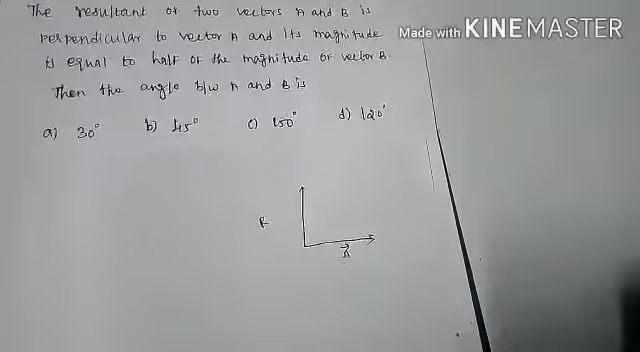 The resultant of two vectors A and B is
Made with KINEMASTER
perpendicular to vector A and its magnitude
is equal to half of the magnitude of vector B.
Then the angle b/w A and B is
a) 30° b) 45° c) 150° d) 120°
R
A